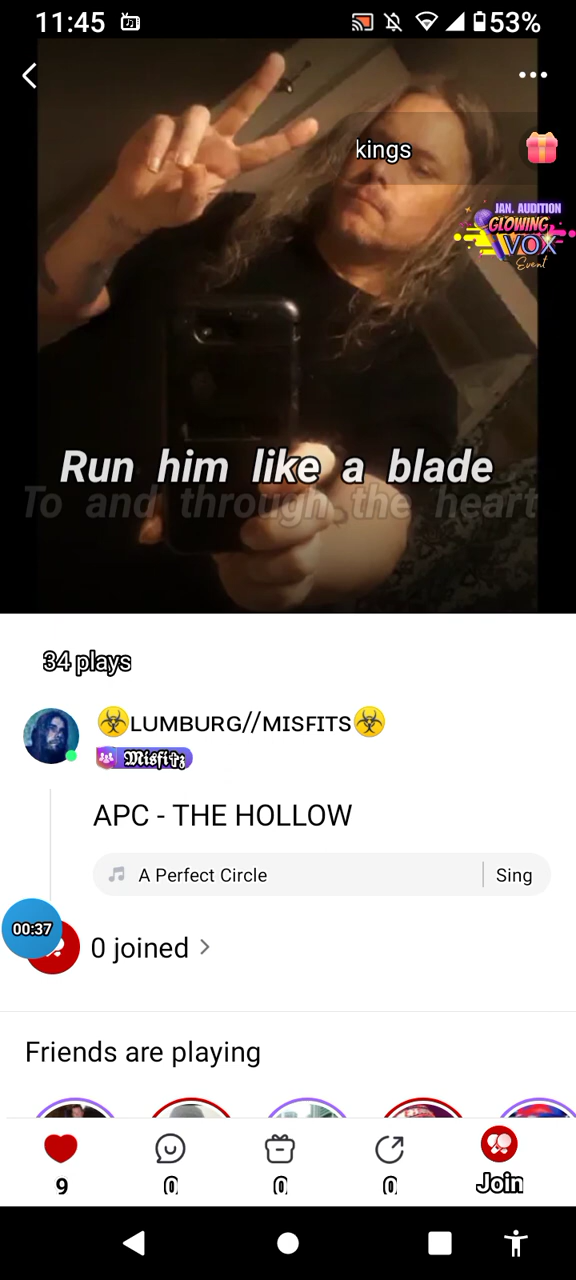 11:45
53%
kings
JAN. AUDITION
GLOWING
VOX
Event
Run him like a blade
To and through the heart
34 plays
☣LUMBURG//MISFITS☣
𝕸𝖎𝖘𝖋𝖎✞𝖟
APC - THE HOLLOW
A Perfect Circle
Sing
00:37
0 joined >
Friends are playing
9
0
0
0
Join